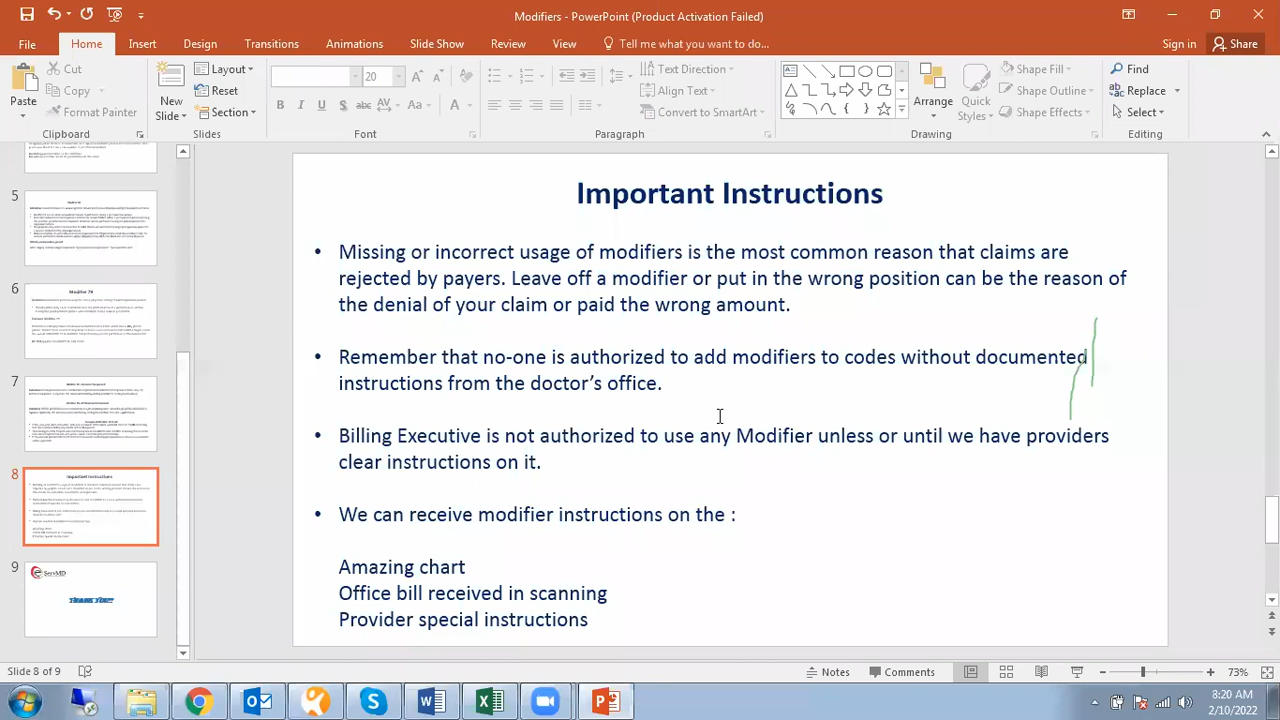 Modifiers - PowerPoint (Product Activation Failed)
File Home Insert Design Transitions Animations Slide Show Review View Tell me what you want to do... Sign in Share
Paste Cut Copy Format Painter Clipboard
New Slide Layout Reset Section Slides
20 Font
Text Direction Align Text Convert to SmartArt Paragraph
Arrange Quick Styles Shape Fill Shape Outline Shape Effects Drawing
Find Replace Select Editing
5
6
7
8
9
Important Instructions
• Missing or incorrect usage of modifiers is the most common reason that claims are
rejected by payers. Leave off a modifier or put in the wrong position can be the reason of
the denial of your claim or paid the wrong amount.
• Remember that no-one is authorized to add modifiers to codes without documented
instructions from the doctor's office.
• Billing Executive is not authorized to use any Modifier unless or until we have providers
clear instructions on it.
• We can receive modifier instructions on the :
Amazing chart
Office bill received in scanning
Provider special instructions
Slide 8 of 9 Notes Comments 73%
8:20 AM
2/10/2022